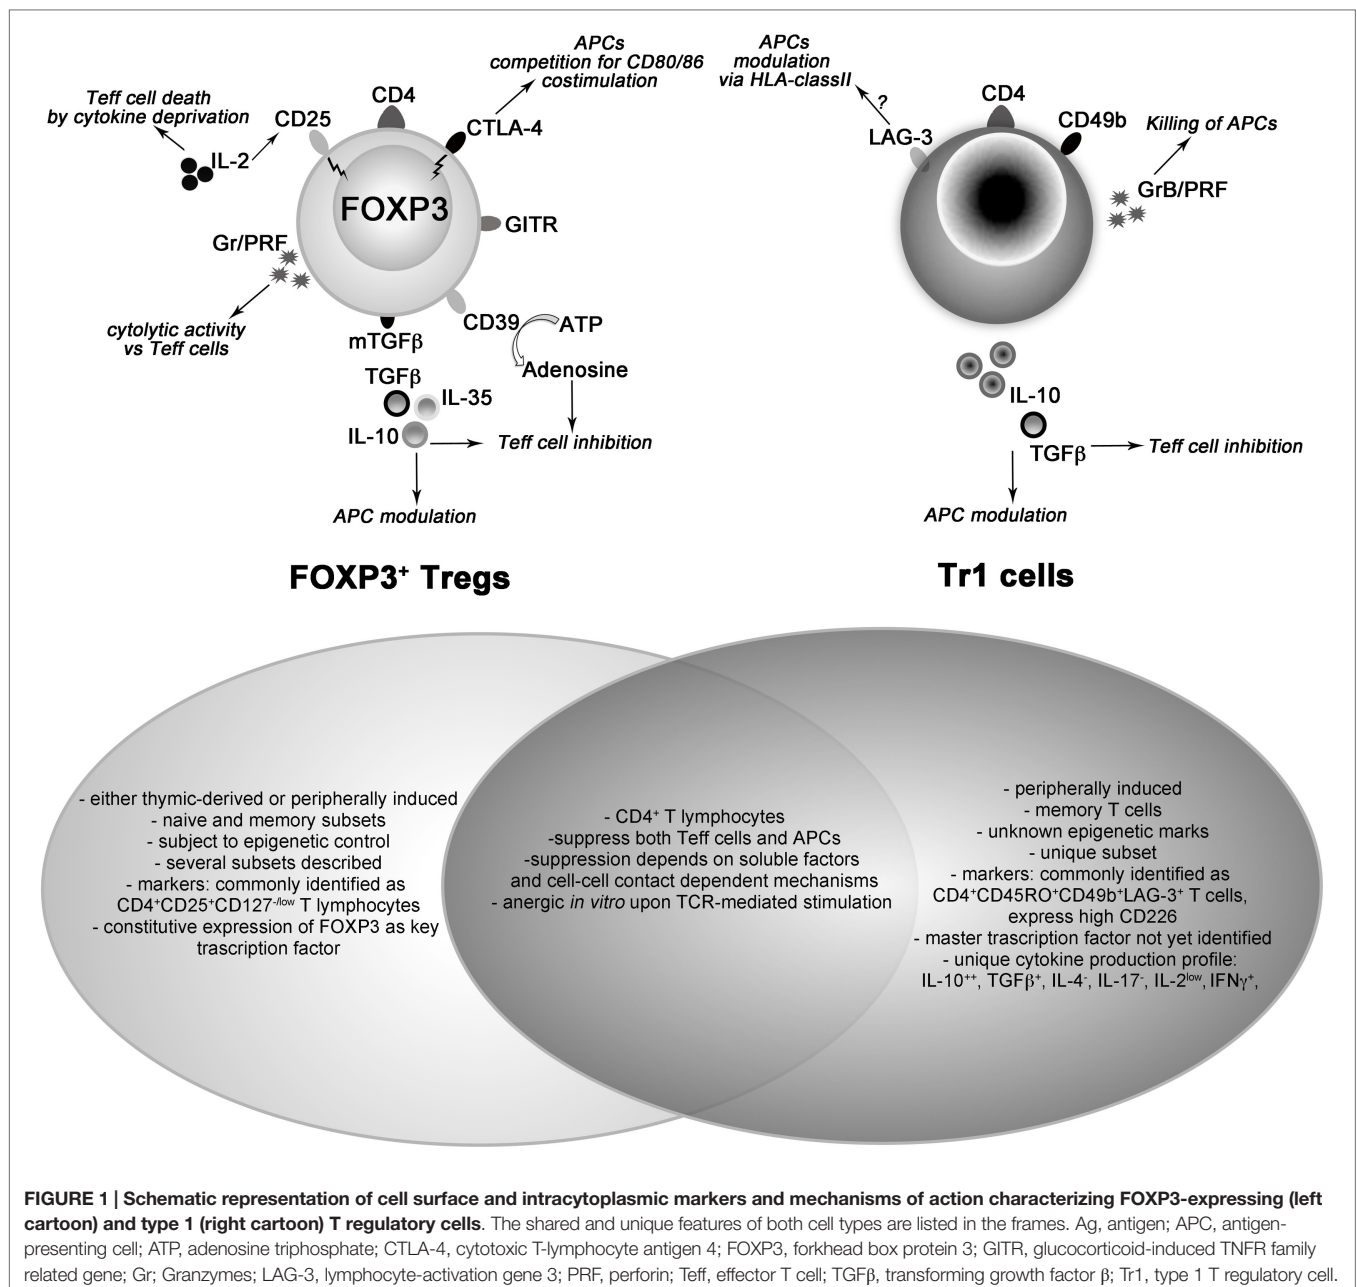 APCs
competition for CD80/86
costimulation
Teff cell death
by cytokine deprivation
CD25
CD4
CTLA-4
IL-2
FOXP3
GITR
Gr/PRF
cytolytic activity
vs Teff cells
mTGFβ
CD39
ATP
Adenosine
TGFβ
IL-35
IL-10
Teff cell inhibition
APC modulation
FOXP3⁺ Tregs
APCs
modulation
via HLA-classII
?
LAG-3
CD4
CD49b
Killing of APCs
GrB/PRF
IL-10
TGFβ
Teff cell inhibition
APC modulation
Tr1 cells
- either thymic-derived or peripherally induced
- naive and memory subsets
- subject to epigenetic control
- several subsets described
- markers: commonly identified as
CD4⁺CD25⁺CD127⁻/ˡᵒʷ T lymphocytes
- constitutive expression of FOXP3 as key
trascription factor
- CD4⁺ T lymphocytes
-suppress both Teff cells and APCs
-suppression depends on soluble factors
and cell-cell contact dependent mechanisms
- anergic in vitro upon TCR-mediated stimulation
- peripherally induced
- memory T cells
- unknown epigenetic marks
- unique subset
- markers: commonly identified as
CD4⁺CD45RO⁺CD49b⁺LAG-3⁺ T cells,
express high CD226
- master trascription factor not yet identified
- unique cytokine production profile:
IL-10⁺⁺, TGFβ⁺, IL-4⁻, IL-17⁻, IL-2ˡᵒʷ, IFNγ⁺,
FIGURE 1 | Schematic representation of cell surface and intracytoplasmic markers and mechanisms of action characterizing FOXP3-expressing (left
cartoon) and type 1 (right cartoon) T regulatory cells. The shared and unique features of both cell types are listed in the frames. Ag, antigen; APC, antigen-
presenting cell; ATP, adenosine triphosphate; CTLA-4, cytotoxic T-lymphocyte antigen 4; FOXP3, forkhead box protein 3; GITR, glucocorticoid-induced TNFR family
related gene; Gr; Granzymes; LAG-3, lymphocyte-activation gene 3; PRF, perforin; Teff, effector T cell; TGFβ, transforming growth factor β; Tr1, type 1 T regulatory cell.